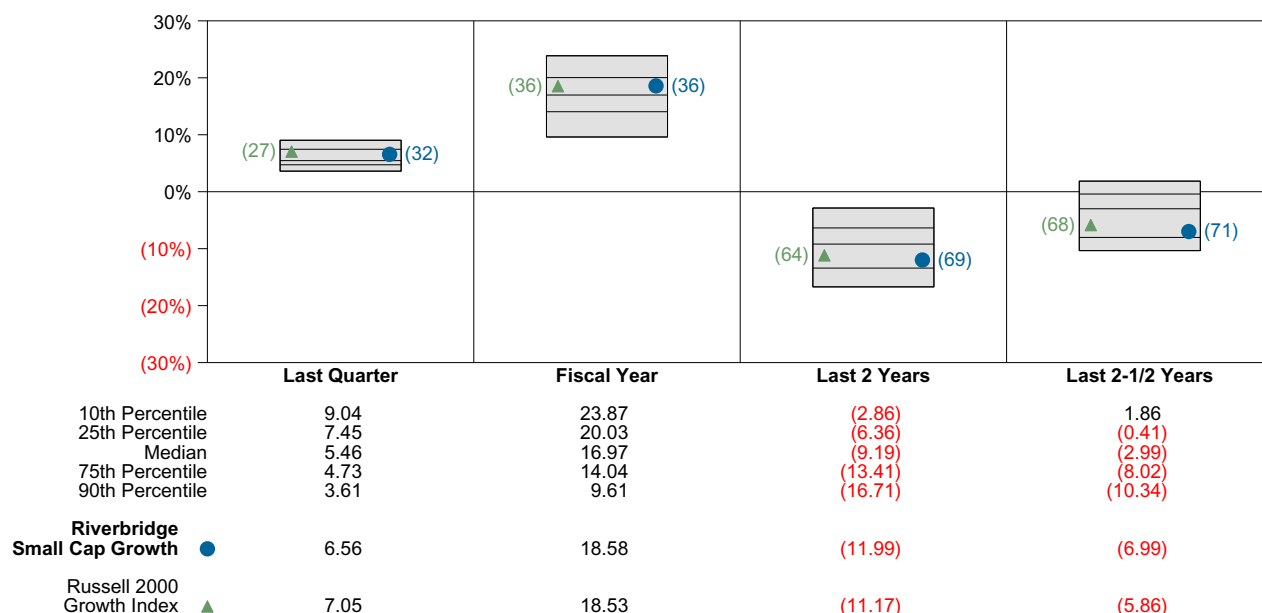 30%
20%
10%
0%
(10%)
(20%)
(30%)
(27)
(32)
(36)
(36)
(64)
(69)
(68)
(71)
Last Quarter Fiscal Year Last 2 Years Last 2-1/2 Years
10th Percentile 9.04 23.87 (2.86) 1.86
25th Percentile 7.45 20.03 (6.36) (0.41)
Median 5.46 16.97 (9.19) (2.99)
75th Percentile 4.73 14.04 (13.41) (8.02)
90th Percentile 3.61 9.61 (16.71) (10.34)
Riverbridge
Small Cap Growth 6.56 18.58 (11.99) (6.99)
Russell 2000
Growth Index 7.05 18.53 (11.17) (5.86)